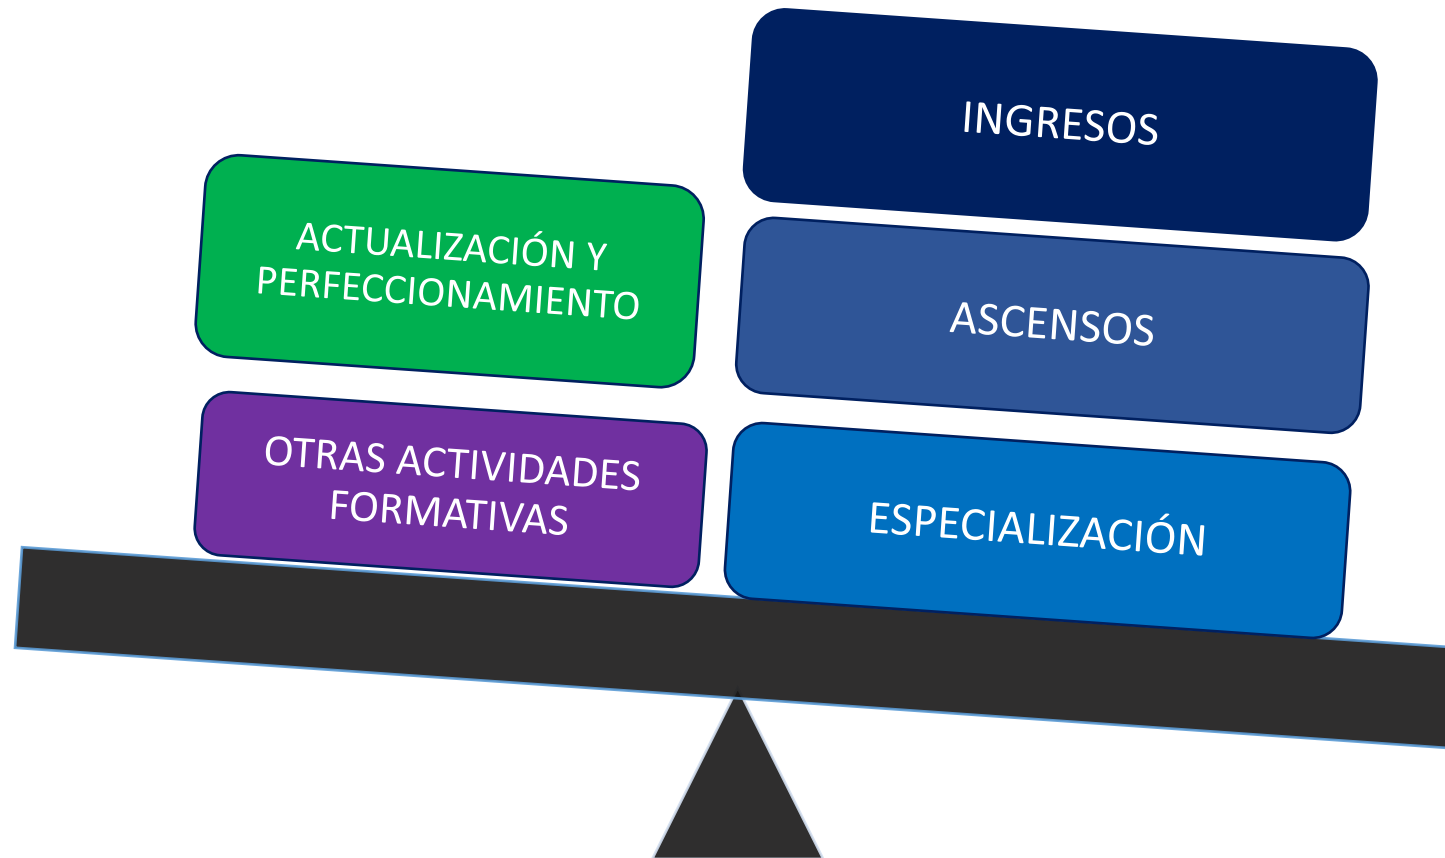 INGRESOS
ACTUALIZACIÓN Y
PERFECCIONAMIENTO
ASCENSOS
OTRAS ACTIVIDADES
FORMATIVAS
ESPECIALIZACIÓN